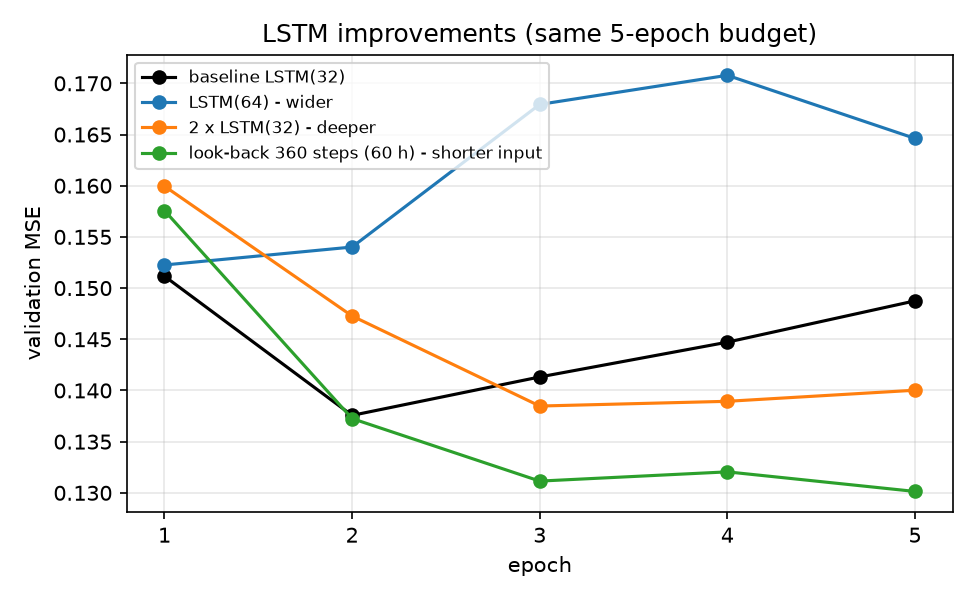 LSTM improvements (same 5-epoch budget)
baseline LSTM(32)
LSTM(64) - wider
2 x LSTM(32) - deeper
look-back 360 steps (60 h) - shorter input
validation MSE
0.170
0.165
0.160
0.155
0.150
0.145
0.140
0.135
0.130
1 2 3 4 5
epoch